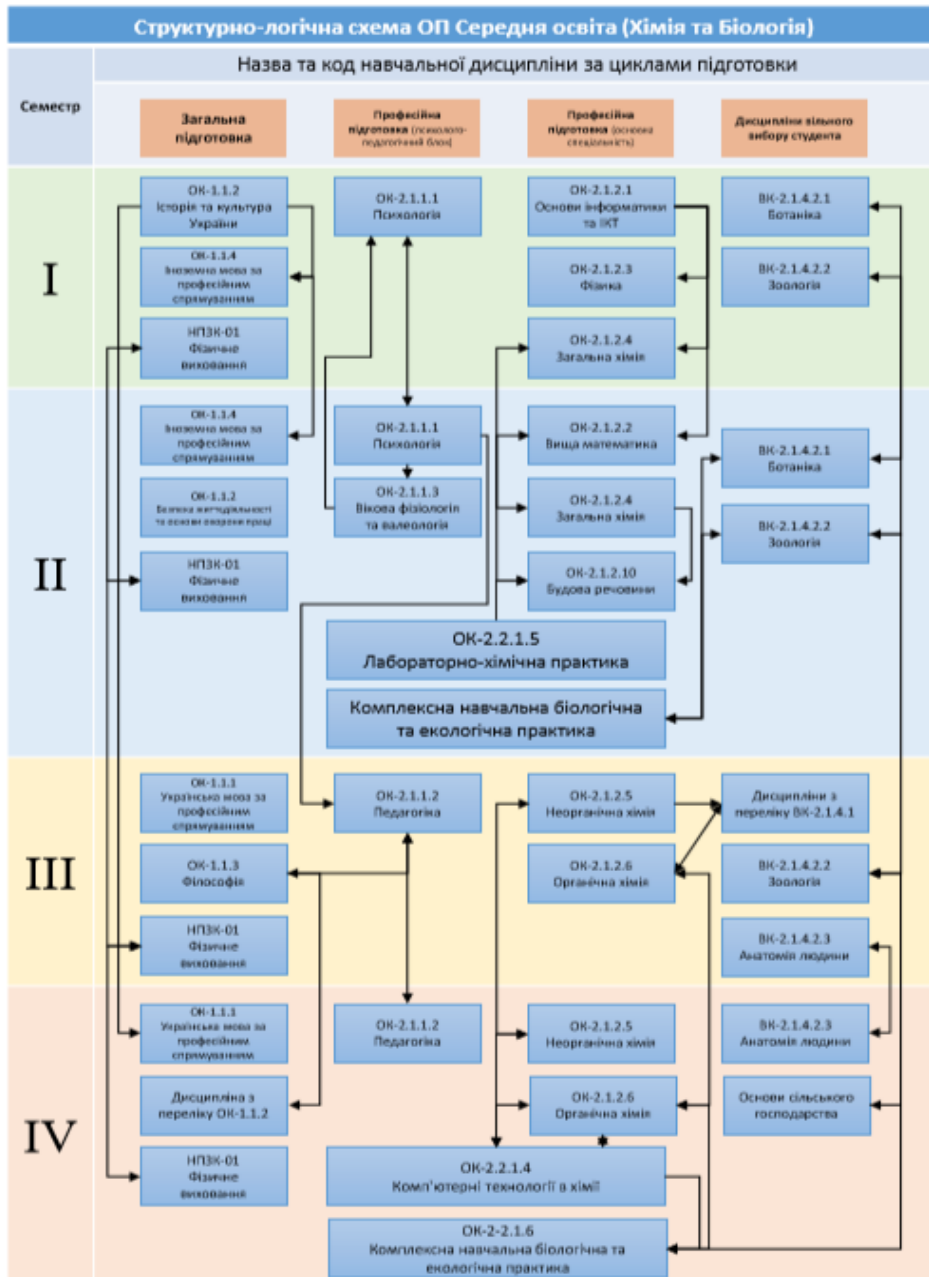 Структурно-логічна схема ОП Середня освіта (Хімія та Біологія)
Семестр
Назва та код навчальної дисципліни за циклами підготовки
Загальна
підготовка
Професійна
підготовка (психолого-
педагогічний блок)
Професійна
підготовка (основна
спеціальність)
Дисципліни вільного
вибору студента
I
ОК-1.1.2
Історія та культура
України
ОК-1.1.4
Іноземна мова за
професійним
спрямуванням
НПЗК-01
Фізичне
виховання
ОК-2.1.1.1
Психологія
ОК-2.1.2.1
Основи інформатики
та ІКТ
ОК-2.1.2.3
Фізика
ОК-2.1.2.4
Загальна хімія
ВК-2.1.4.2.1
Ботаніка
ВК-2.1.4.2.2
Зоологія
II
ОК-1.1.4
Іноземна мова за
професійним
спрямуванням
ОК-1.1.2
Безпека життєдіяльності
та основи охорони праці
НПЗК-01
Фізичне
виховання
ОК-2.1.1.1
Психологія
ОК-2.1.1.3
Вікова фізіологія
та валеологія
ОК-2.1.2.2
Вища математика
ОК-2.1.2.4
Загальна хімія
ОК-2.1.2.10
Будова речовини
ВК-2.1.4.2.1
Ботаніка
ВК-2.1.4.2.2
Зоологія
ОК-2.2.1.5
Лабораторно-хімічна практика
Комплексна навчальна біологічна
та екологічна практика
III
ОК-1.1.1
Українська мова за
професійним
спрямуванням
ОК-1.1.3
Філософія
НПЗК-01
Фізичне
виховання
ОК-2.1.1.2
Педагогіка
ОК-2.1.2.5
Неорганічна хімія
ОК-2.1.2.6
Органічна хімія
Дисципліни з
переліку ВК-2.1.4.1
ВК-2.1.4.2.2
Зоологія
ВК-2.1.4.2.3
Анатомія людини
IV
ОК-1.1.1
Українська мова за
професійним
спрямуванням
Дисципліна з
переліку ОК-1.1.2
НПЗК-01
Фізичне
виховання
ОК-2.1.1.2
Педагогіка
ОК-2.1.2.5
Неорганічна хімія
ОК-2.1.2.6
Органічна хімія
ВК-2.1.4.2.3
Анатомія людини
Основи сільського
господарства
ОК-2.2.1.4
Комп'ютерні технології в хімії
ОК-2-2.1.6
Комплексна навчальна біологічна та
екологічна практика